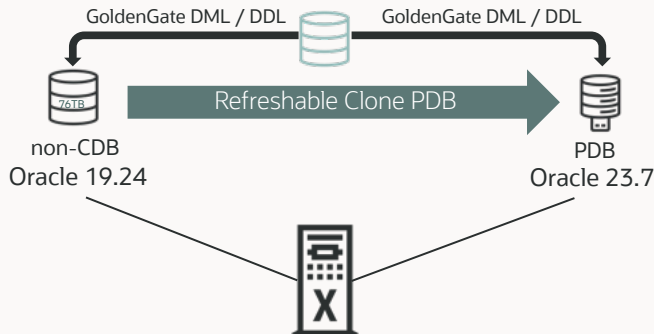 GoldenGate DML / DDL
GoldenGate DML / DDL
76TB
Refreshable Clone PDB
non-CDB
Oracle 19.24
PDB
Oracle 23.7
X